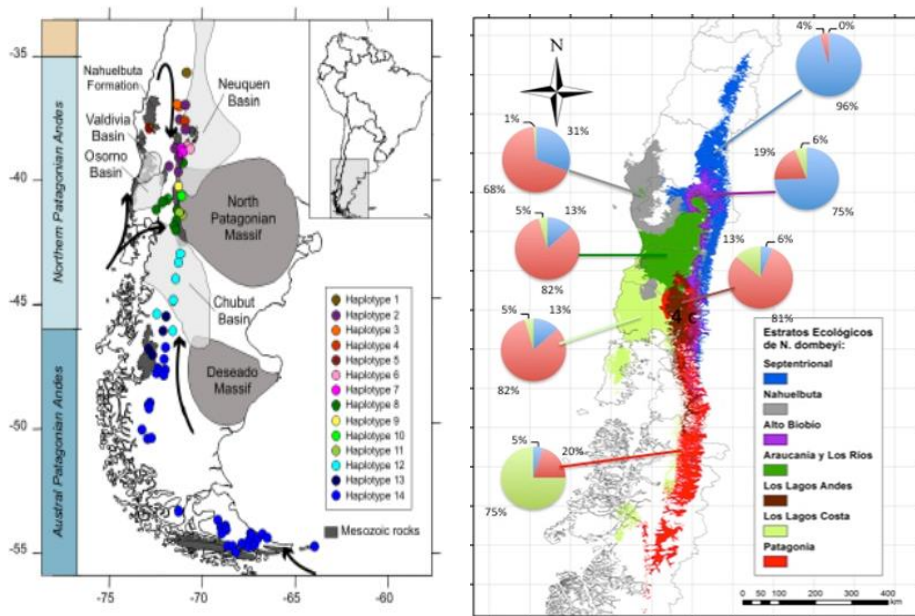 -35
-40
-45
-50
-55
Northern Patagonian Andes
Austral Patagonian Andes
Nahuelbuta
Formation
Neuquen
Basin
Valdivia
Basin
Osorno
Basin
North
Patagonian
Massif
Chubut
Basin
Deseado
Massif
Haplotype 1
Haplotype 2
Haplotype 3
Haplotype 4
Haplotype 5
Haplotype 6
Haplotype 7
Haplotype 8
Haplotype 9
Haplotype 10
Haplotype 11
Haplotype 12
Haplotype 13
Haplotype 14
Mesozoic rocks
-75
-70
-65
-60
N
4%
0%
96%
1%
31%
68%
6%
19%
75%
5%
13%
82%
13%
6%
81%
5%
13%
82%
5%
20%
75%
Estratos Ecológicos
de N. dombeyi:
Septentrional
Nahuelbuta
Alto Biobío
Araucanía y Los Ríos
Los Lagos Andes
Los Lagos Costa
Patagonia
0
50
100
200
300
400
km